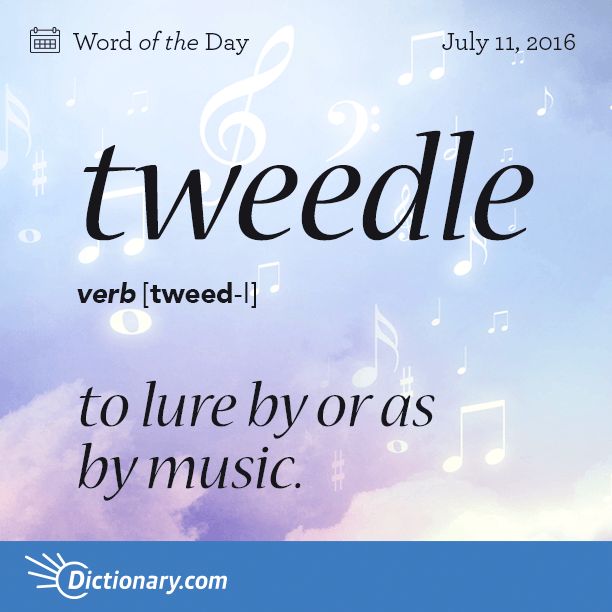 Word of the Day
July 11, 2016
tweedle
verb [tweed-l]
to lure by or as
by music.
Dictionary.com